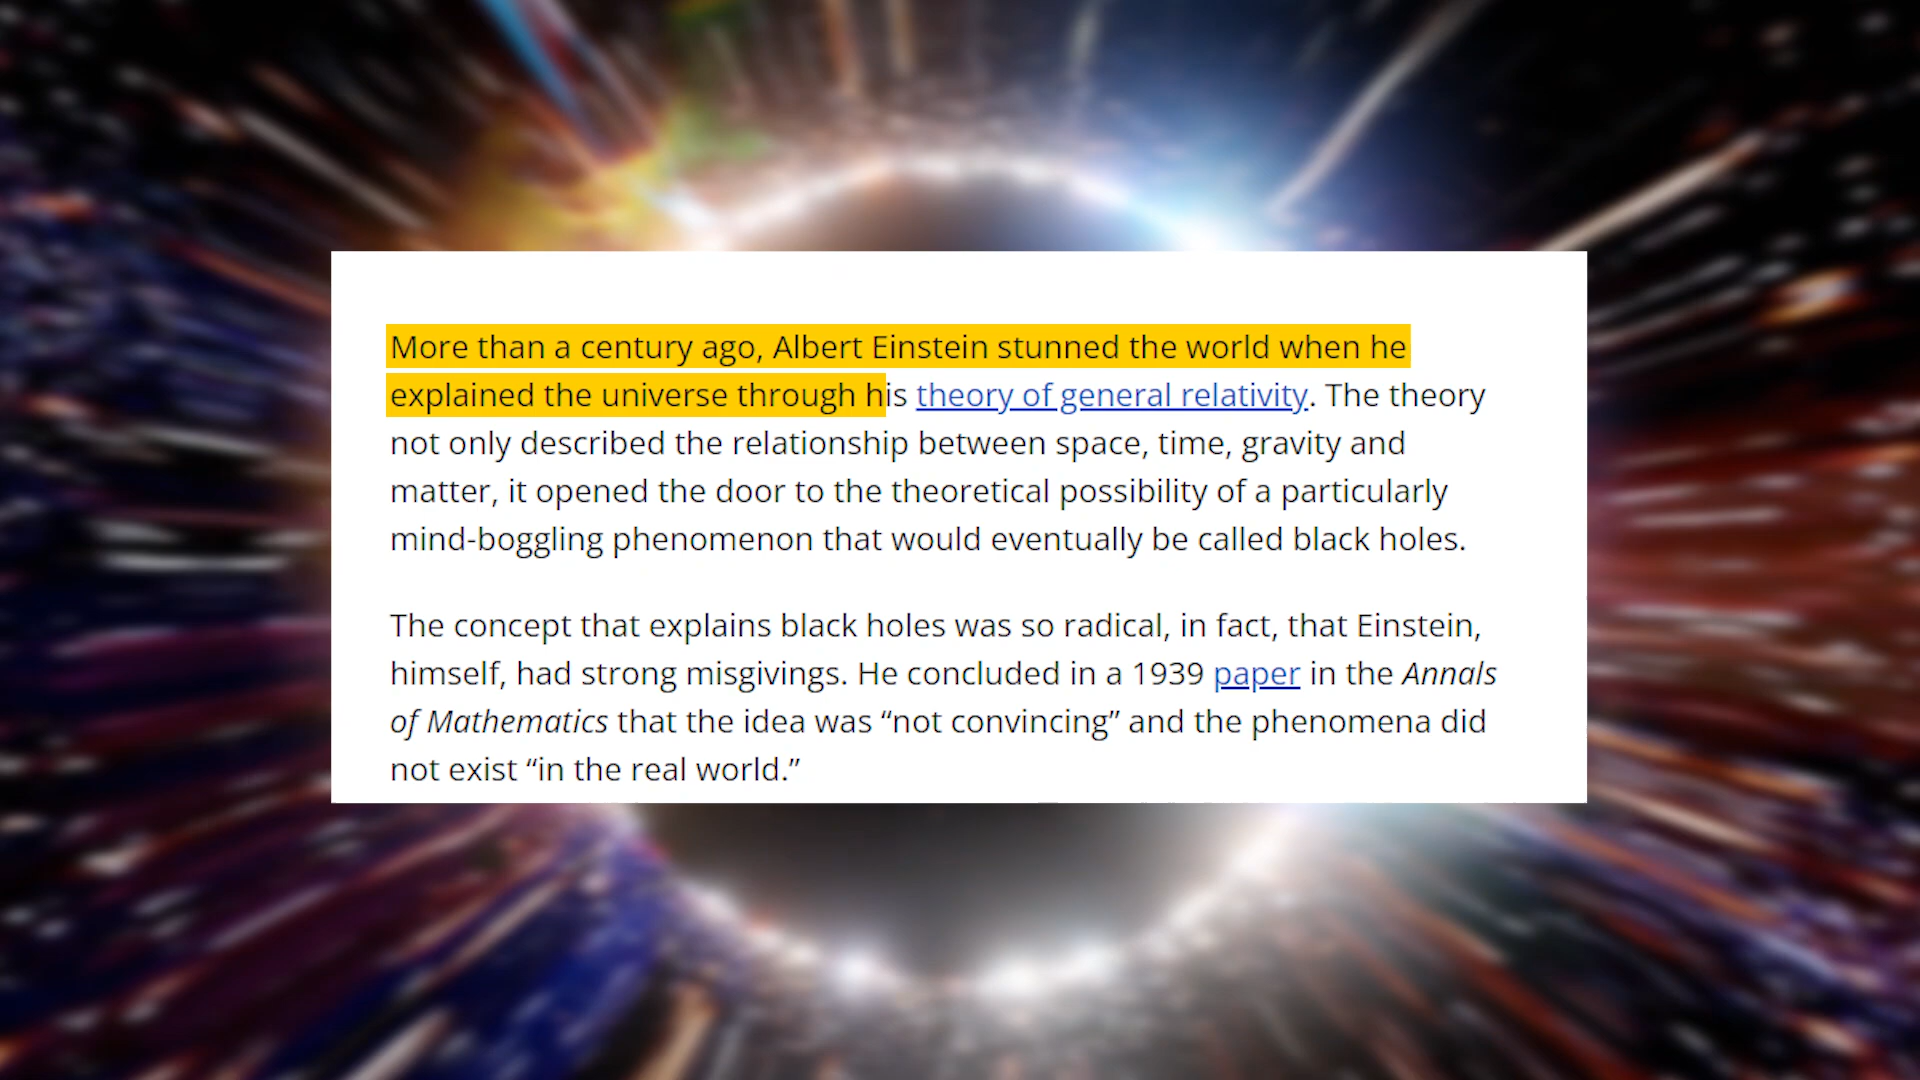 More than a century ago, Albert Einstein stunned the world when he
explained the universe through his theory of general relativity. The theory
not only described the relationship between space, time, gravity and
matter, it opened the door to the theoretical possibility of a particularly
mind-boggling phenomenon that would eventually be called black holes.
The concept that explains black holes was so radical, in fact, that Einstein,
himself, had strong misgivings. He concluded in a 1939 paper in the Annals
of Mathematics that the idea was “not convincing” and the phenomena did
not exist “in the real world.”